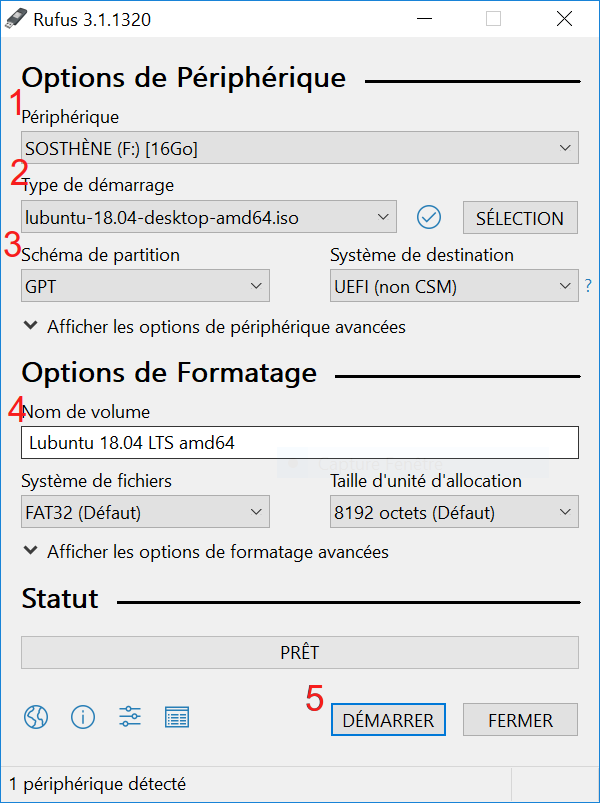 Rufus 3.1.1320
Options de Périphérique
1
Périphérique
SOSTHÈNE (F:) [16Go]
2
Type de démarrage
lubuntu-18.04-desktop-amd64.iso
SÉLECTION
3
Schéma de partition Système de destination
GPT UEFI (non CSM) ?
Afficher les options de périphérique avancées
Options de Formatage
4
Nom de volume
Lubuntu 18.04 LTS amd64
Capture Fenêtre
Système de fichiers Taille d'unité d'allocation
FAT32 (Défaut) 8192 octets (Défaut)
Afficher les options de formatage avancées
Statut
PRÊT
5
DÉMARRER FERMER
1 périphérique détecté